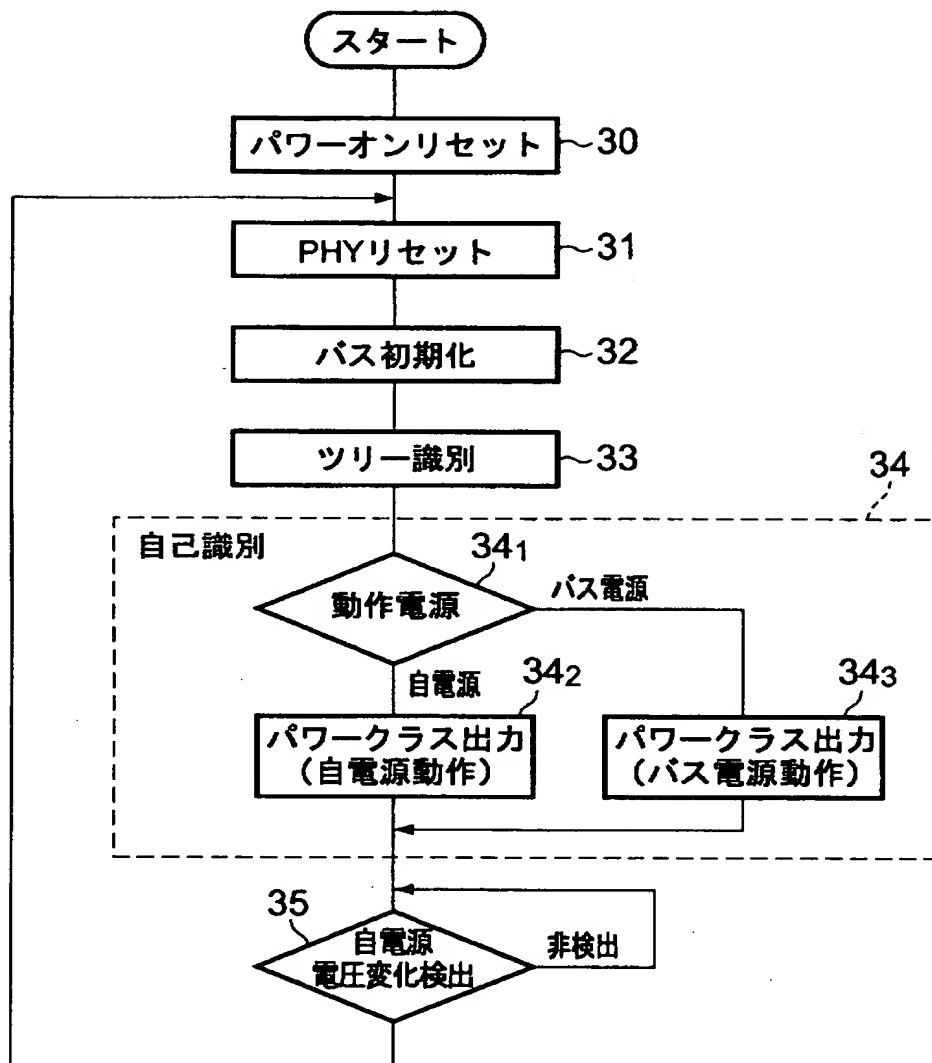 スタート
パワーオンリセット 30
PHYリセット 31
バス初期化 32
ツリー識別 33
34
自己識別
34₁
動作電源
バス電源
自電源
34₂
34₃
パワークラス出力
(自電源動作)
パワークラス出力
(バス電源動作)
35
自電源
電圧変化検出
非検出